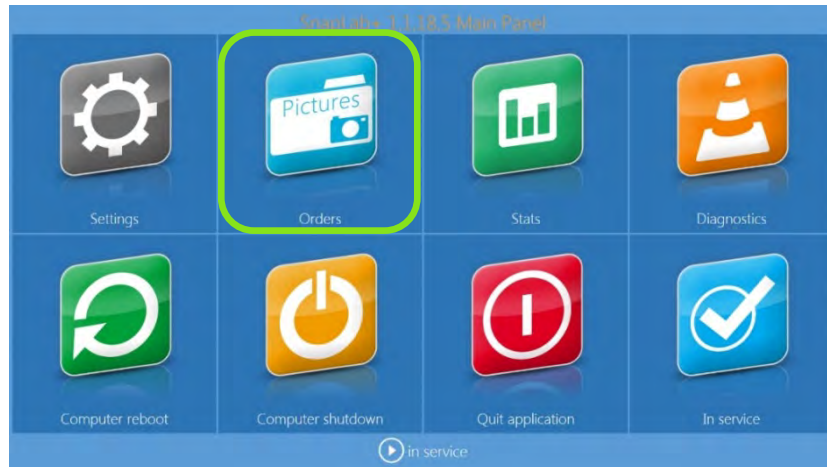 SnapLab+ 1.1.18.5 Main Panel
Pictures
Settings
Orders
Stats
Diagnostics
Computer reboot
Computer shutdown
Quit application
In service
in service